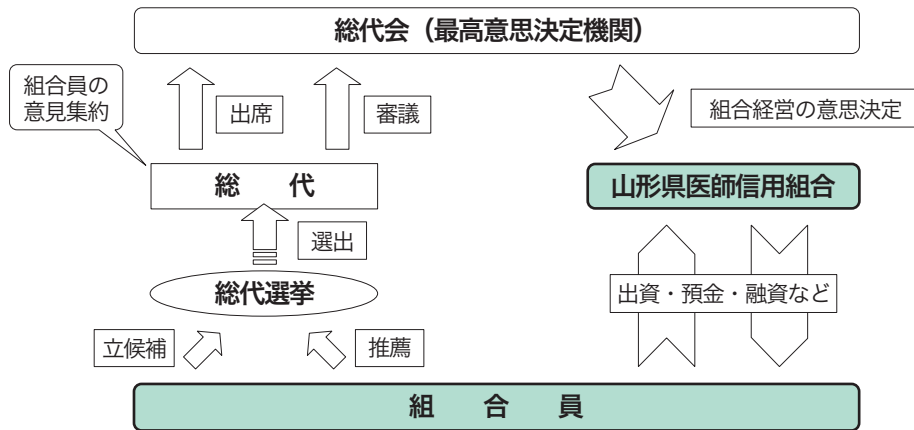 総代会（最高意思決定機関）
組合員の
意見集約
出席
審議
組合経営の意思決定
総　代
山形県医師信用組合
選出
総代選挙
出資・預金・融資など
立候補
推薦
組　合　員